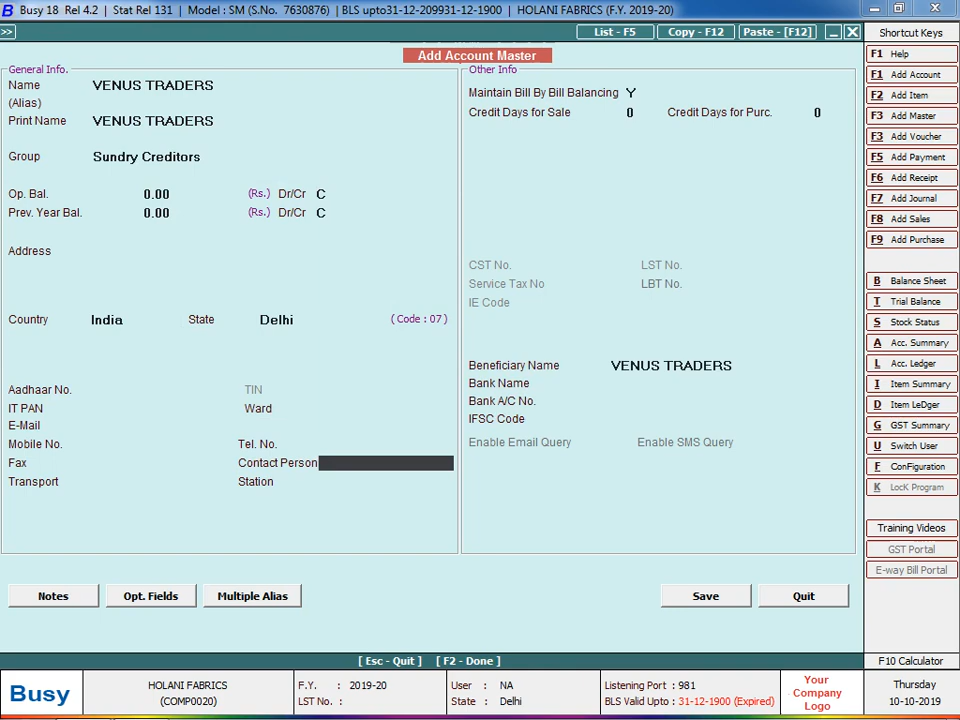 Busy 18 Rel 4.2 | Stat Rel 131 | Model : SM (S.No. 7630876) | BLS upto31-12-209931-12-1900 | HOLANI FABRICS (F.Y. 2019-20)
>> List - F5 Copy - F12 Paste - [F12]
Add Account Master
General Info.
Name VENUS TRADERS
(Alias)
Print Name VENUS TRADERS
Group Sundry Creditors
Op. Bal. 0.00 (Rs.) Dr/Cr C
Prev. Year Bal. 0.00 (Rs.) Dr/Cr C
Address
Country India State Delhi ( Code : 07 )
Aadhaar No. TIN
IT PAN Ward
E-Mail
Mobile No. Tel. No.
Fax Contact Person
Transport Station
Other Info
Maintain Bill By Bill Balancing Y
Credit Days for Sale 0 Credit Days for Purc. 0
CST No. LST No.
Service Tax No LBT No.
IE Code
Beneficiary Name VENUS TRADERS
Bank Name
Bank A/C No.
IFSC Code
Enable Email Query Enable SMS Query
Notes Opt. Fields Multiple Alias Save Quit
[ Esc - Quit ] [ F2 - Done ]
Shortcut Keys
F1 Help
F1 Add Account
F2 Add Item
F3 Add Master
F3 Add Voucher
F5 Add Payment
F6 Add Receipt
F7 Add Journal
F8 Add Sales
F9 Add Purchase
B Balance Sheet
T Trial Balance
S Stock Status
A Acc. Summary
L Acc. Ledger
I Item Summary
D Item LeDger
G GST Summary
U Switch User
F ConFiguration
K LocK Program
Training Videos
GST Portal
E-way Bill Portal
F10 Calculator
Busy
HOLANI FABRICS
(COMP0020)
F.Y. : 2019-20
LST No. :
User : NA
State : Delhi
Listening Port : 981
BLS Valid Upto : 31-12-1900 (Expired)
Your
Company
Logo
Thursday
10-10-2019